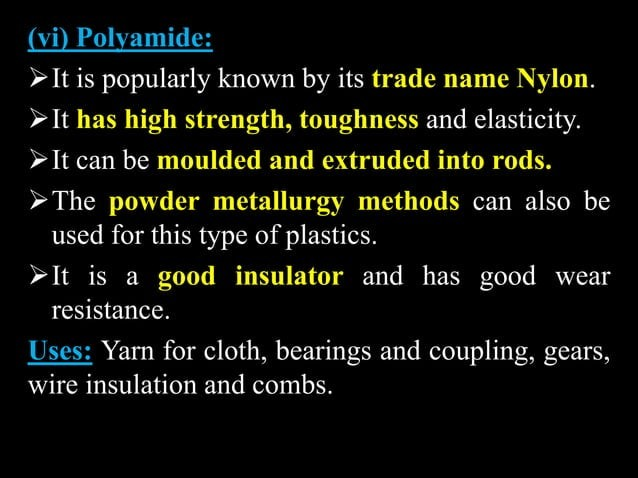 (vi) Polyamide:
➢It is popularly known by its trade name Nylon.
➢It has high strength, toughness and elasticity.
➢It can be moulded and extruded into rods.
➢The powder metallurgy methods can also be
used for this type of plastics.
➢It is a good insulator and has good wear
resistance.
Uses: Yarn for cloth, bearings and coupling, gears,
wire insulation and combs.